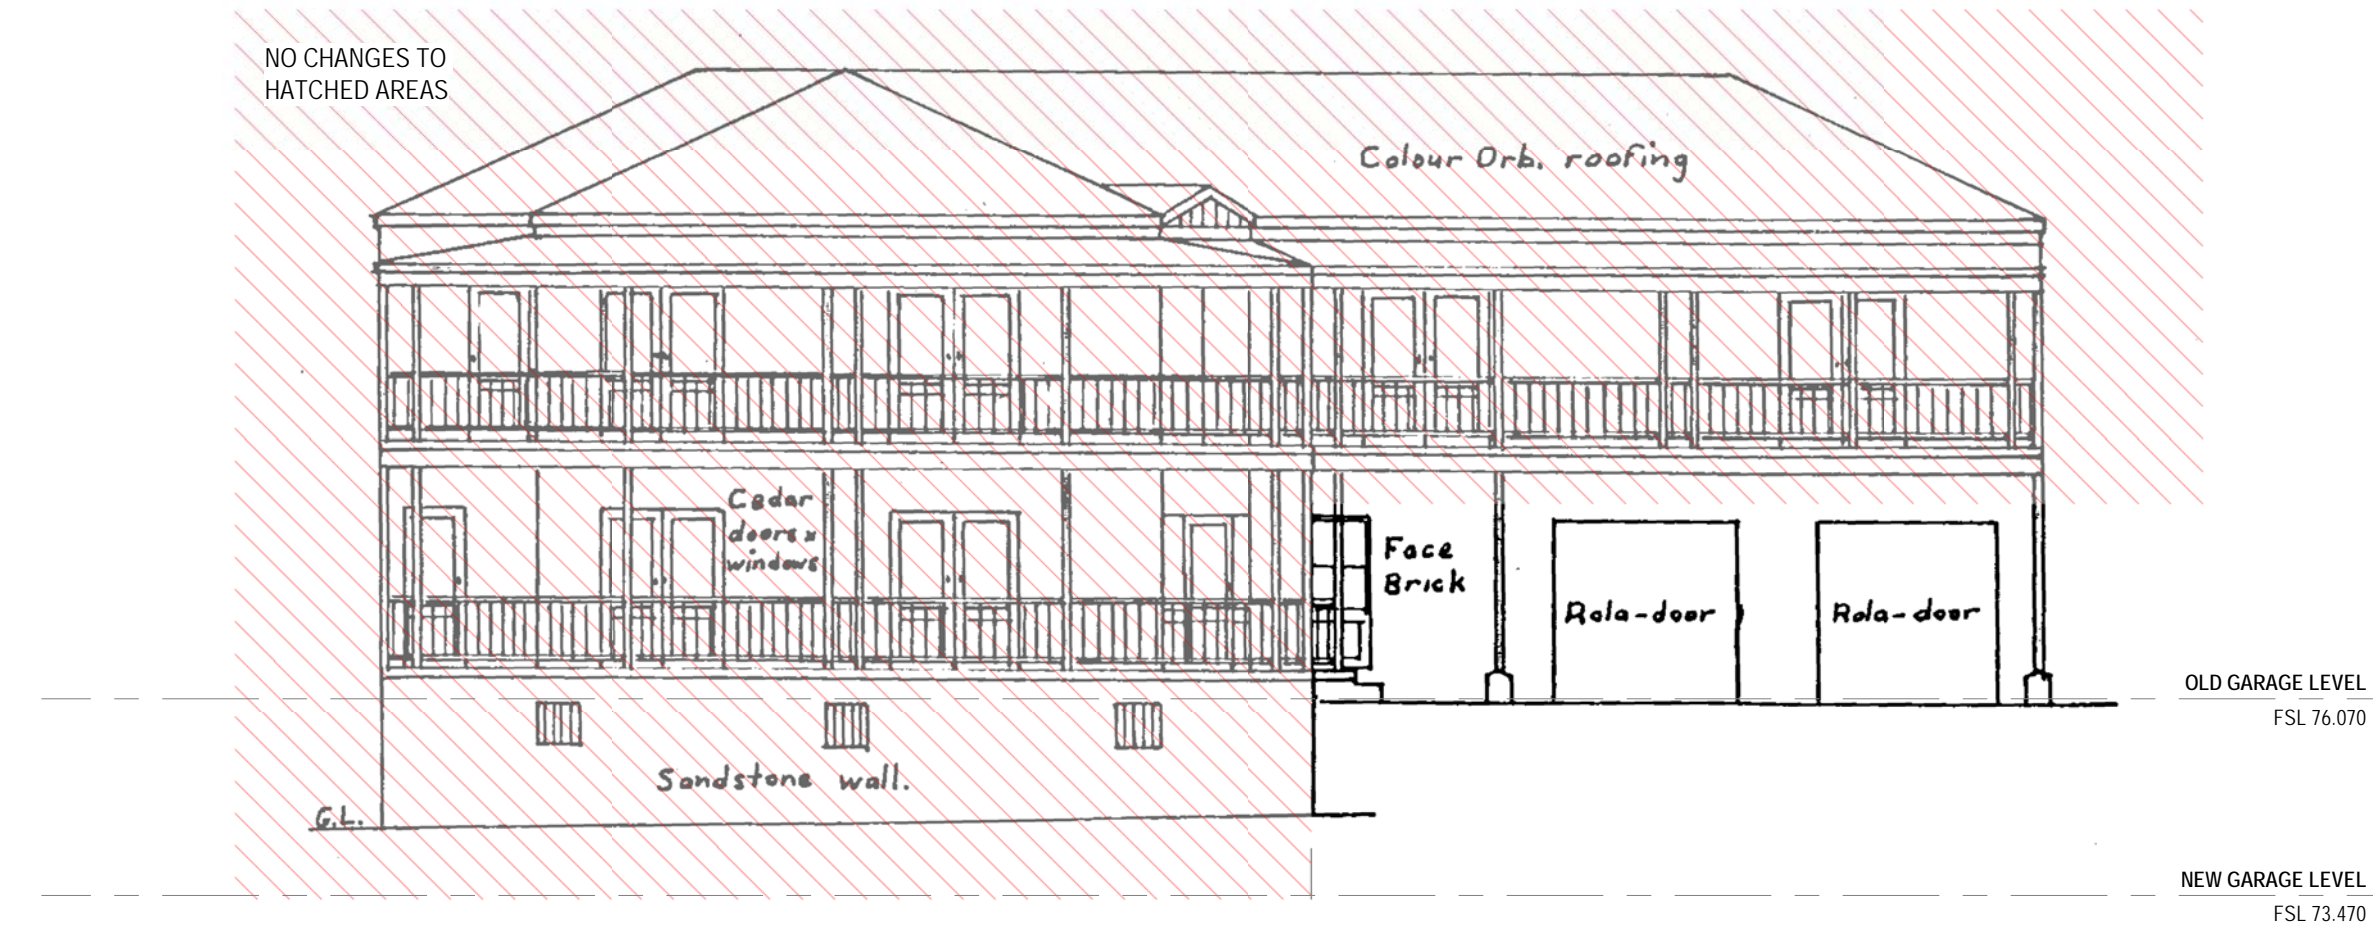 NO CHANGES TO
HATCHED AREAS
Colour Orb. roofing
Cedar
doors &
windows
Face
Brick
Rola-door
Rola-door
OLD GARAGE LEVEL
FSL 76.070
Sandstone wall.
G.L.
NEW GARAGE LEVEL
FSL 73.470